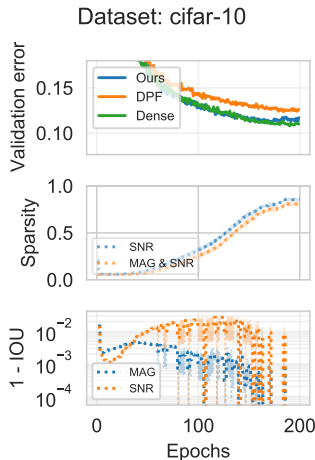 Dataset: cifar-10
Validation error
0.15
0.10
Ours
DPF
Dense
Sparsity
1.0
0.5
0.0
SNR
MAG & SNR
1 - IOU
10⁻²
10⁻³
10⁻⁴
MAG
SNR
0 100 200
Epochs